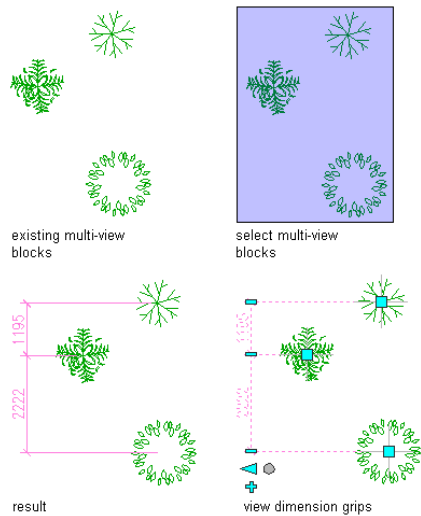 existing multi-view
blocks
select multi-view
blocks
1195
2222
result
view dimension grips